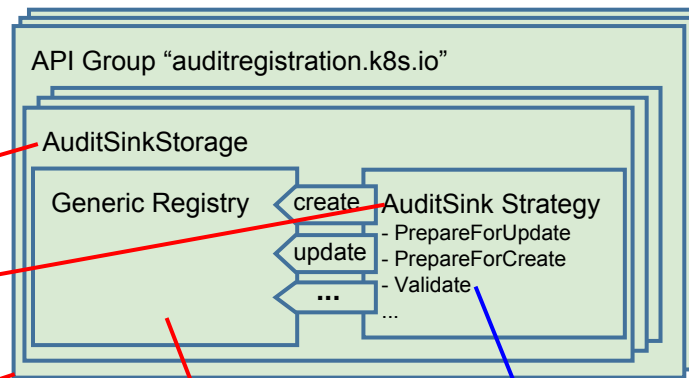 API Group “auditregistration.k8s.io”
AuditSinkStorage
Generic Registry
create
update
...
AuditSink Strategy
- PrepareForUpdate
- PrepareForCreate
- Validate
...